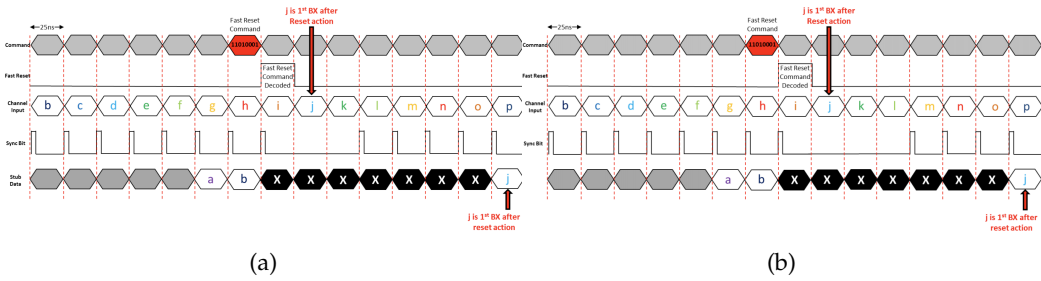 j is 1st BX after
Reset action
Fast Reset
Command
25ns
Command
11010001
Fast Reset
Fast Reset
Command
Decoded
Channel
Input
b c d e f g h i j k l m n o p
Sync Bit
Stub
Data
a b X X X X X X X j
j is 1st BX after
reset action
(a)
j is 1st BX after
Reset action
Fast Reset
Command
25ns
Command
11010001
Fast Reset
Fast Reset
Command
Decoded
Channel
Input
b c d e f g h i j k l m n o p
Sync Bit
Stub
Data
a b X X X X X X X j
j is 1st BX after
reset action
(b)